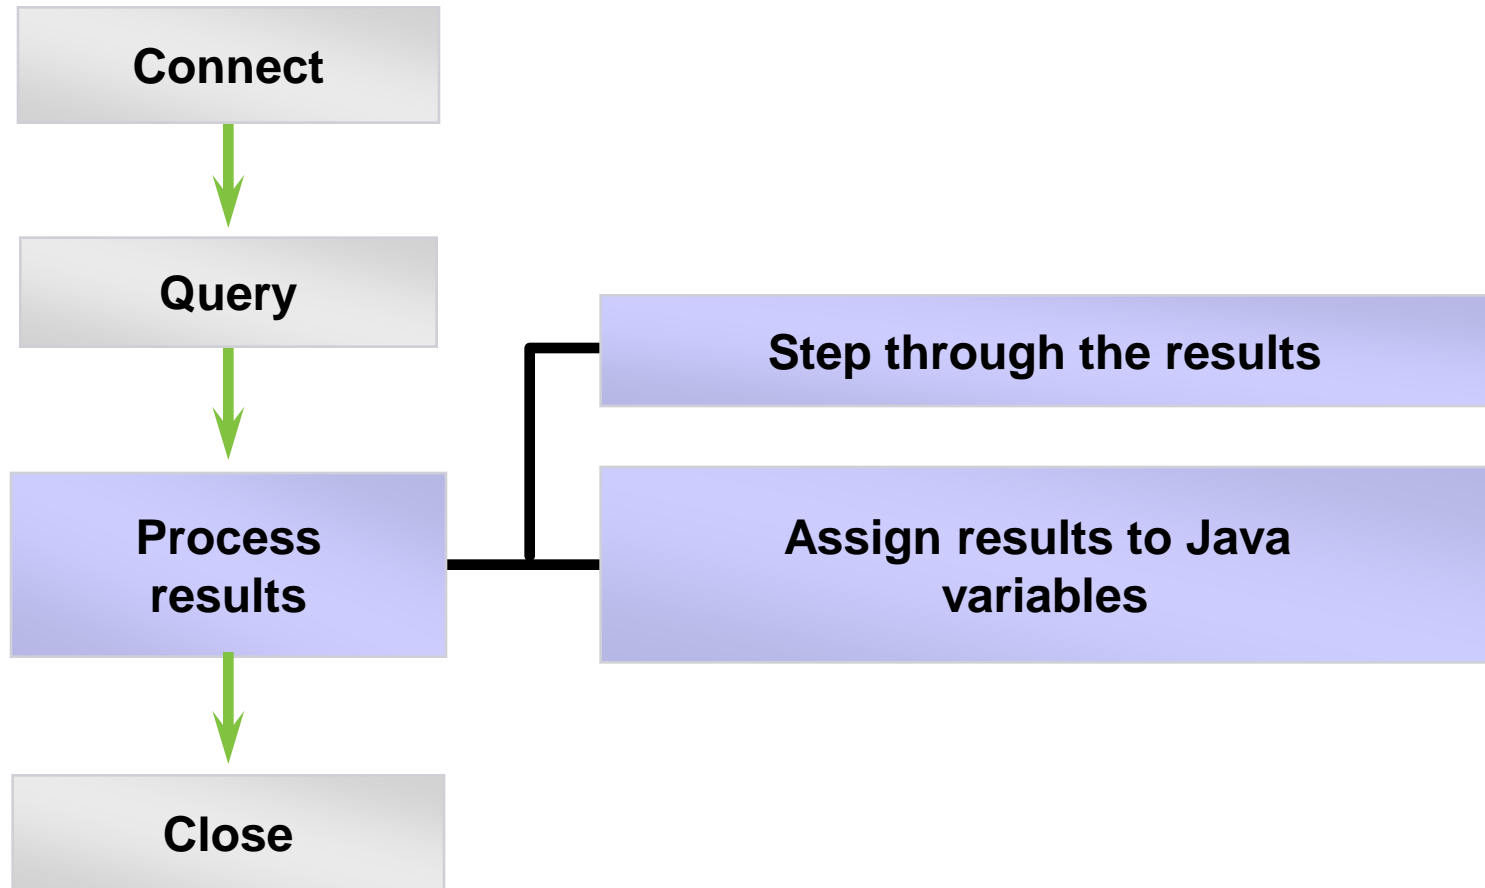 Connect
Query
Step through the results
Process
results
Assign results to Java
variables
Close